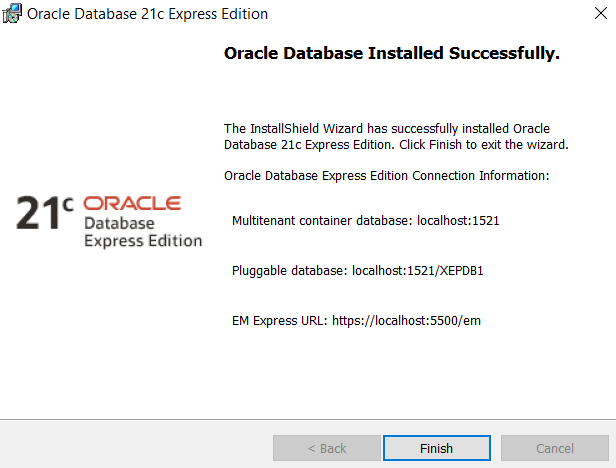 Oracle Database 21c Express Edition
Oracle Database Installed Successfully.
The InstallShield Wizard has successfully installed Oracle
Database 21c Express Edition. Click Finish to exit the wizard.
Oracle Database Express Edition Connection Information:
21c ORACLE
Database
Express Edition
Multitenant container database: localhost:1521
Pluggable database: localhost:1521/XEPDB1
EM Express URL: https://localhost:5500/em
< Back
Finish
Cancel